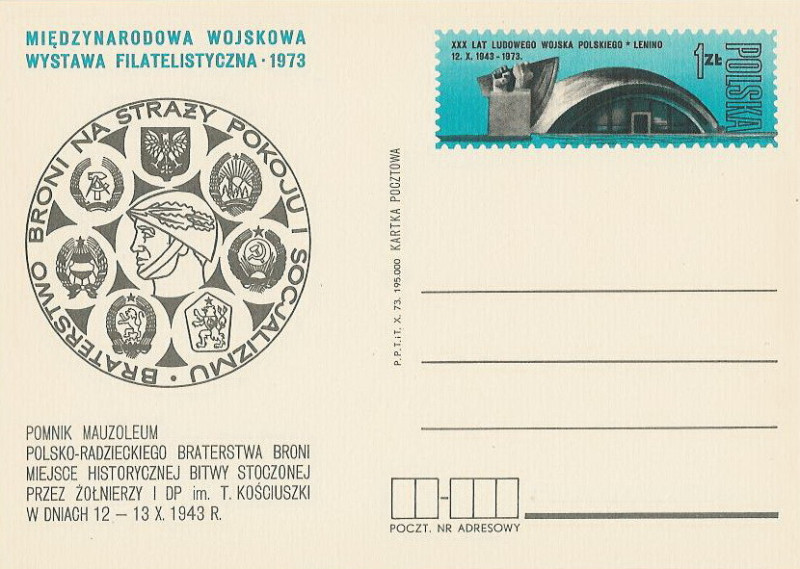 MIĘDZYNARODOWA WOJSKOWA
WYSTAWA FILATELISTYCZNA · 1973
XXX LAT LUDOWEGO WOJSKA POLSKIEGO * LENINO
12. X. 1943-1973.
1 ZŁ
POLSKA
BRATERSTWO BRONI NA STRAŻY POKOJU I SOCJALIZMU ·
P.P.T.iT. X. 73. 195.000 KARTKA POCZTOWA
POMNIK MAUZOLEUM
POLSKO-RADZIECKIEGO BRATERSTWA BRONI
MIEJSCE HISTORYCZNEJ BITWY STOCZONEJ
PRZEZ ŻOŁNIERZY I DP im. T. KOŚCIUSZKI
W DNIACH 12 – 13 X. 1943 R.
POCZT. NR ADRESOWY